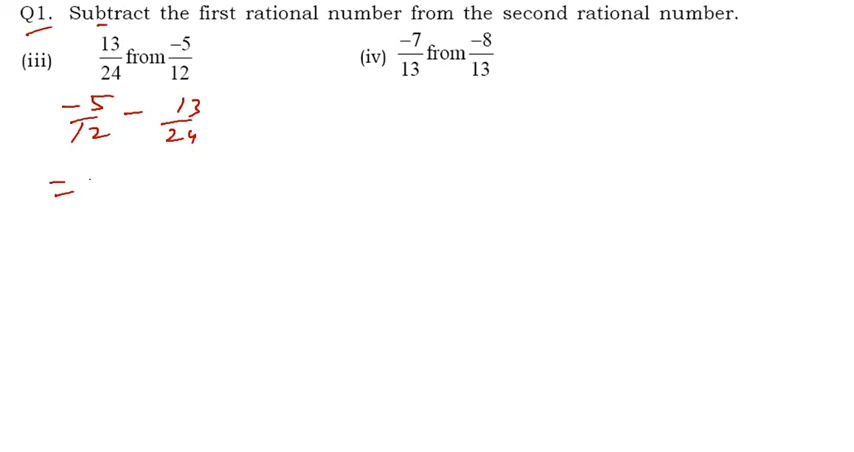 Q1. Subtract the first rational number from the second rational number.
(iii) 13/24 from −5/12 (iv) −7/13 from −8/13
−5/12 − 13/24
=